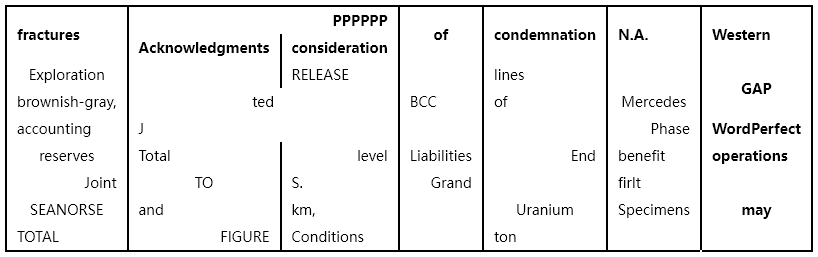 PPPPPP
fractures of condemnation N.A. Western
Acknowledgments consideration
Exploration RELEASE lines
GAP
brownish-gray, ted BCC of Mercedes
accounting J Phase WordPerfect
reserves Total level Liabilities End benefit operations
Joint TO S. Grand firlt
SEANORSE and km, Uranium Specimens may
TOTAL FIGURE Conditions ton